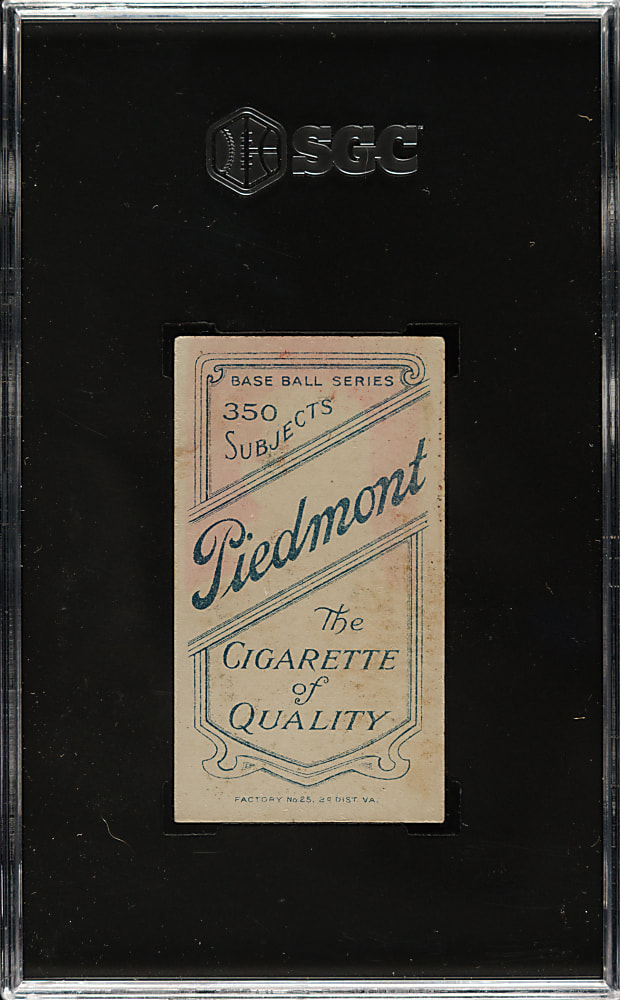 SGC
BASE BALL SERIES
350
SUBJECTS
Piedmont
The
CIGARETTE
of
QUALITY
FACTORY No 25, 2D DIST. VA.